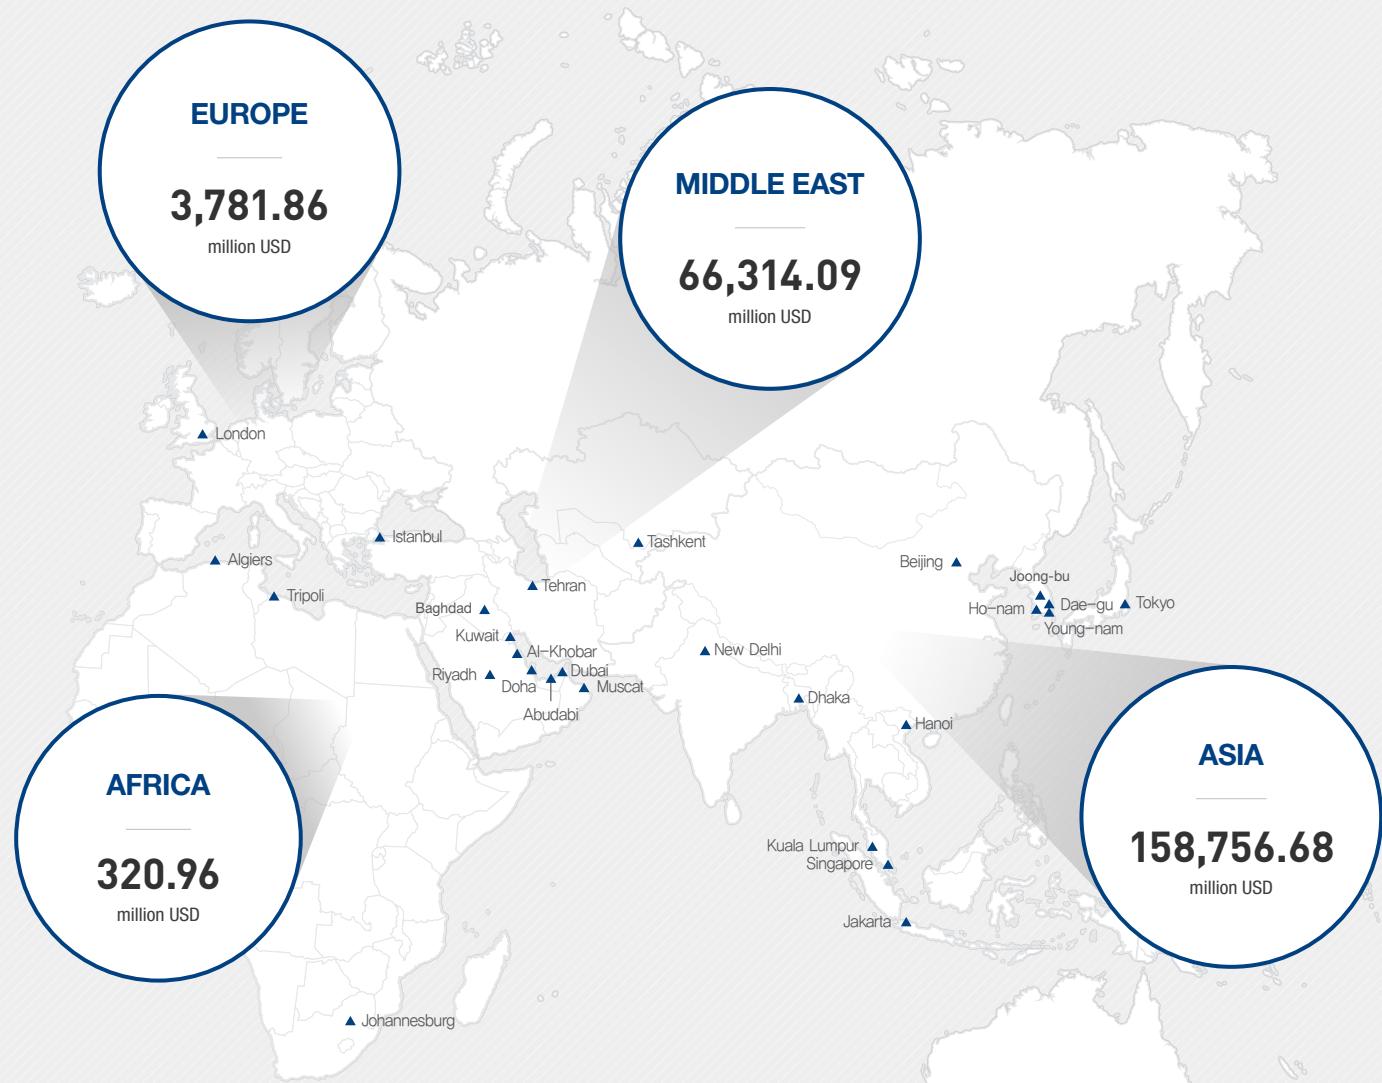 EUROPE
3,781.86
million USD
MIDDLE EAST
66,314.09
million USD
London
Istanbul
Algiers
Tripoli
Tashkent
Tehran
Baghdad
Kuwait
Al-Khobar
Riyadh
Doha
Dubai
Muscat
Abudabi
Beijing
Joong-bu
Ho-nam
Dae-gu
Tokyo
Young-nam
New Delhi
Dhaka
Hanoi
AFRICA
320.96
million USD
ASIA
158,756.68
million USD
Kuala Lumpur
Singapore
Jakarta
Johannesburg